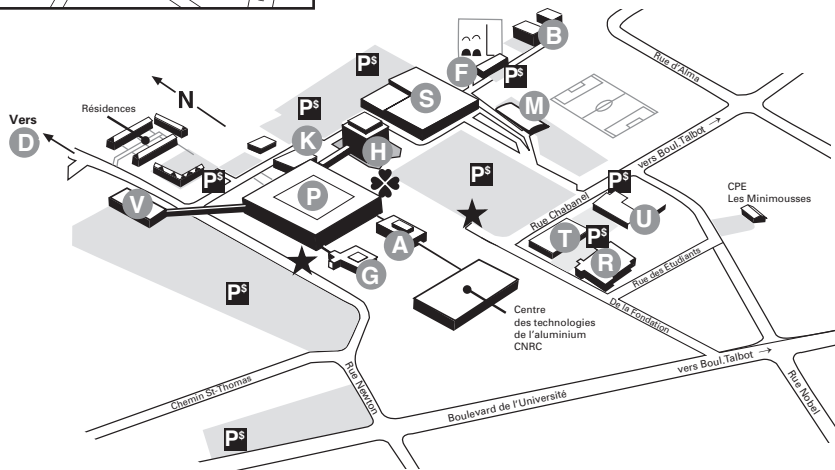 B
Rue d'Alma
P$
F
P$
S
P$
M
N
Résidences
Vers
D
K
H
vers Boul.Talbot →
P$
P$
P$
CPE
Les Minimousses
V
P
Rue Chabanel
U
T
P$
A
R
G
Rue des Étudiants
P$
De la Fondation
Centre
des technologies
de l'aluminium
CNRC
vers Boul.Talbot →
Chemin St-Thomas
Rue Newton
Boulevard de l'Université
Rue Nobel
P$